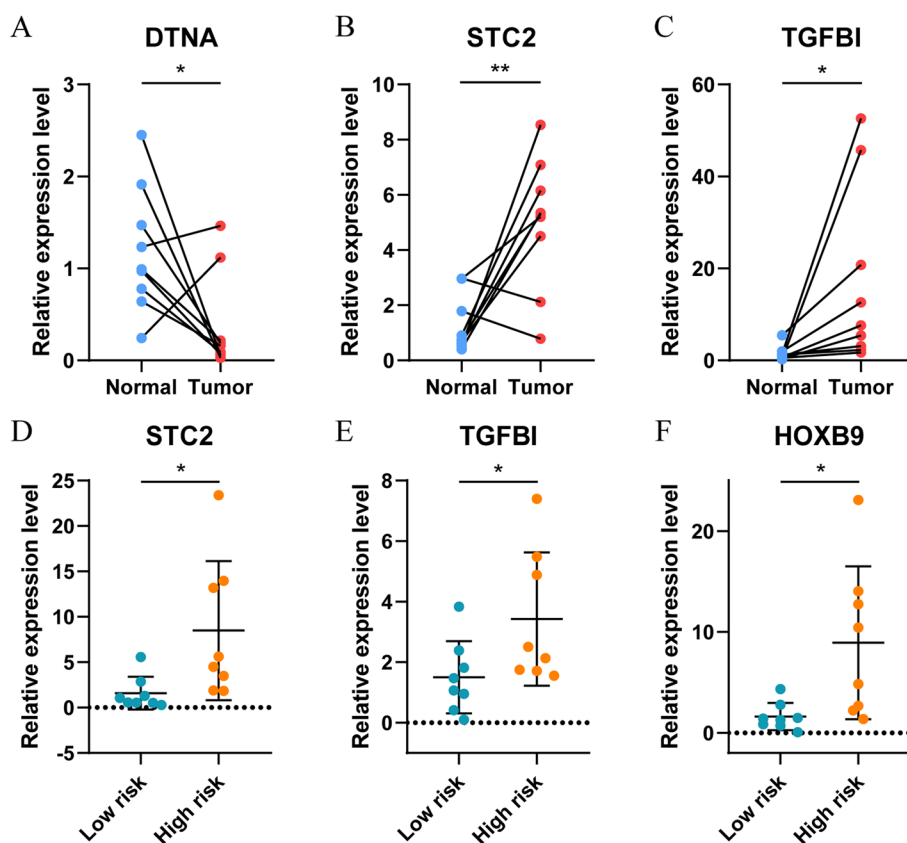 A
DTNA
*
Relative expression level
3
2
1
0
Normal Tumor
B
STC2
**
Relative expression level
10
8
6
4
2
0
Normal Tumor
C
TGFBI
*
Relative expression level
60
40
20
0
Normal Tumor
D
STC2
*
Relative expression level
25
20
15
10
5
0
-5
Low risk
High risk
E
TGFBI
*
Relative expression level
8
6
4
2
0
Low risk
High risk
F
HOXB9
*
Relative expression level
20
10
0
Low risk
High risk